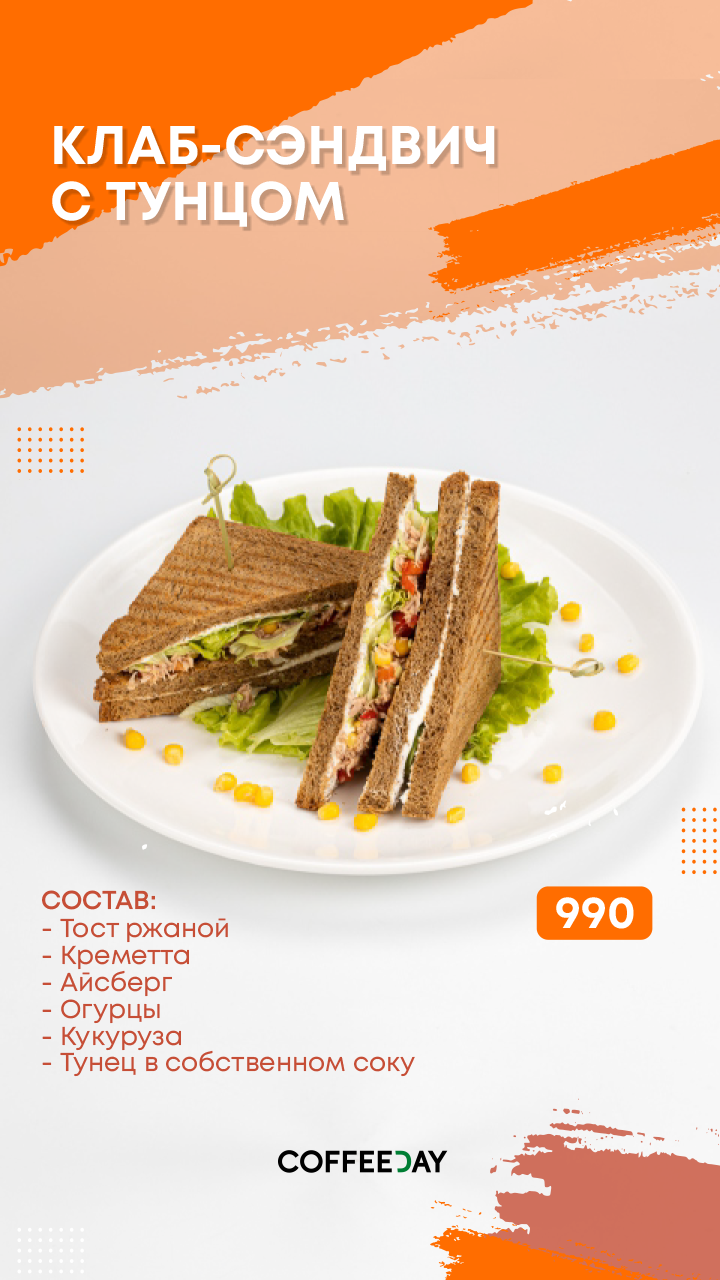 КЛАБ-СЭНДВИЧ
С ТУНЦОМ
СОСТАВ:
- Тост ржаной
- Креметта
- Айсберг
- Огурцы
- Кукуруза
- Тунец в собственном соку
990
COFFEEDAY